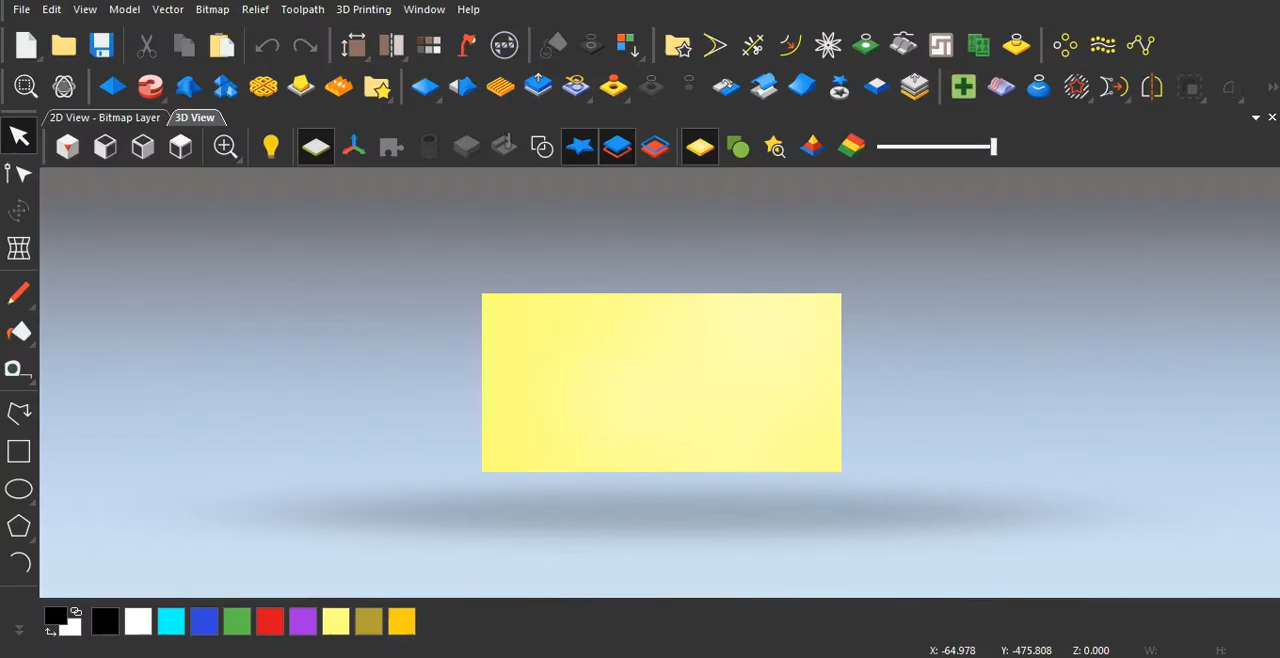 File Edit View Model Vector Bitmap Relief Toolpath 3D Printing Window Help
2D View - Bitmap Layer 3D View
X: -64.978 Y: -475.808 Z: 0.000 W: H: